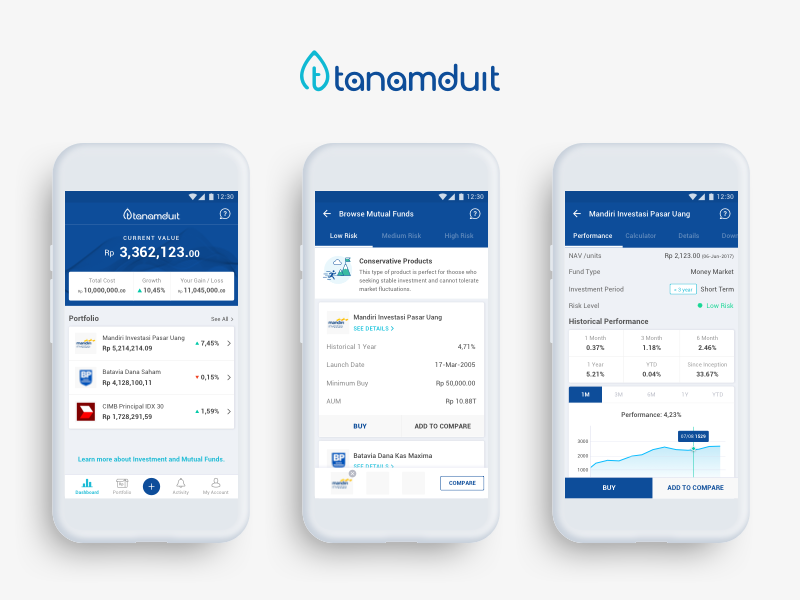 tanamduit
12:30
tanamduit
CURRENT VALUE
Rp 3,362,123.00
Total Cost
Growth
Your Gain / Loss
Rp 10,000,000.00
10,45%
Rp 11,045,000.00
Portfolio
See All
Mandiri Investasi Pasar Uang
Rp 5,214,214.09
7,45%
Batavia Dana Saham
Rp 4,128,100,11
0,15%
CIMB Principal IDX 30
Rp 1,728,291,59
1,59%
Learn more about Investment and Mutual Funds.
Dashboard
Portfolio
Activity
My Account
12:30
Browse Mutual Funds
Low Risk
Medium Risk
High Risk
Conservative Products
This type of product is perfect for thoose who
seeking stable investment and cannot tolerate
market fluctuations.
mandiri
investasi
Mandiri Investasi Pasar Uang
SEE DETAILS
Historical 1 Year
4,71%
Launch Date
17-Mar-2005
Minimum Buy
Rp 50,000.00
AUM
Rp 10.88T
BUY
ADD TO COMPARE
BP
Batavia Dana Kas Maxima
SEE DETAILS
mandiri
investasi
COMPARE
12:30
Mandiri Investasi Pasar Uang
Performance
Calculator
Details
Down
NAV /units
Rp 2,123.00 (06-Jun-2017)
Fund Type
Money Market
Investment Period
< 3 year
Short Term
Risk Level
Low Risk
Historical Performance
1 Month
3 Month
6 Month
0.37%
1.18%
2.46%
1 Year
YTD
Since Inception
5.21%
0.04%
33.67%
1M
3M
6M
1Y
YTD
Performance: 4,23%
07/06 1529
3000
2000
1000
BUY
ADD TO COMPARE